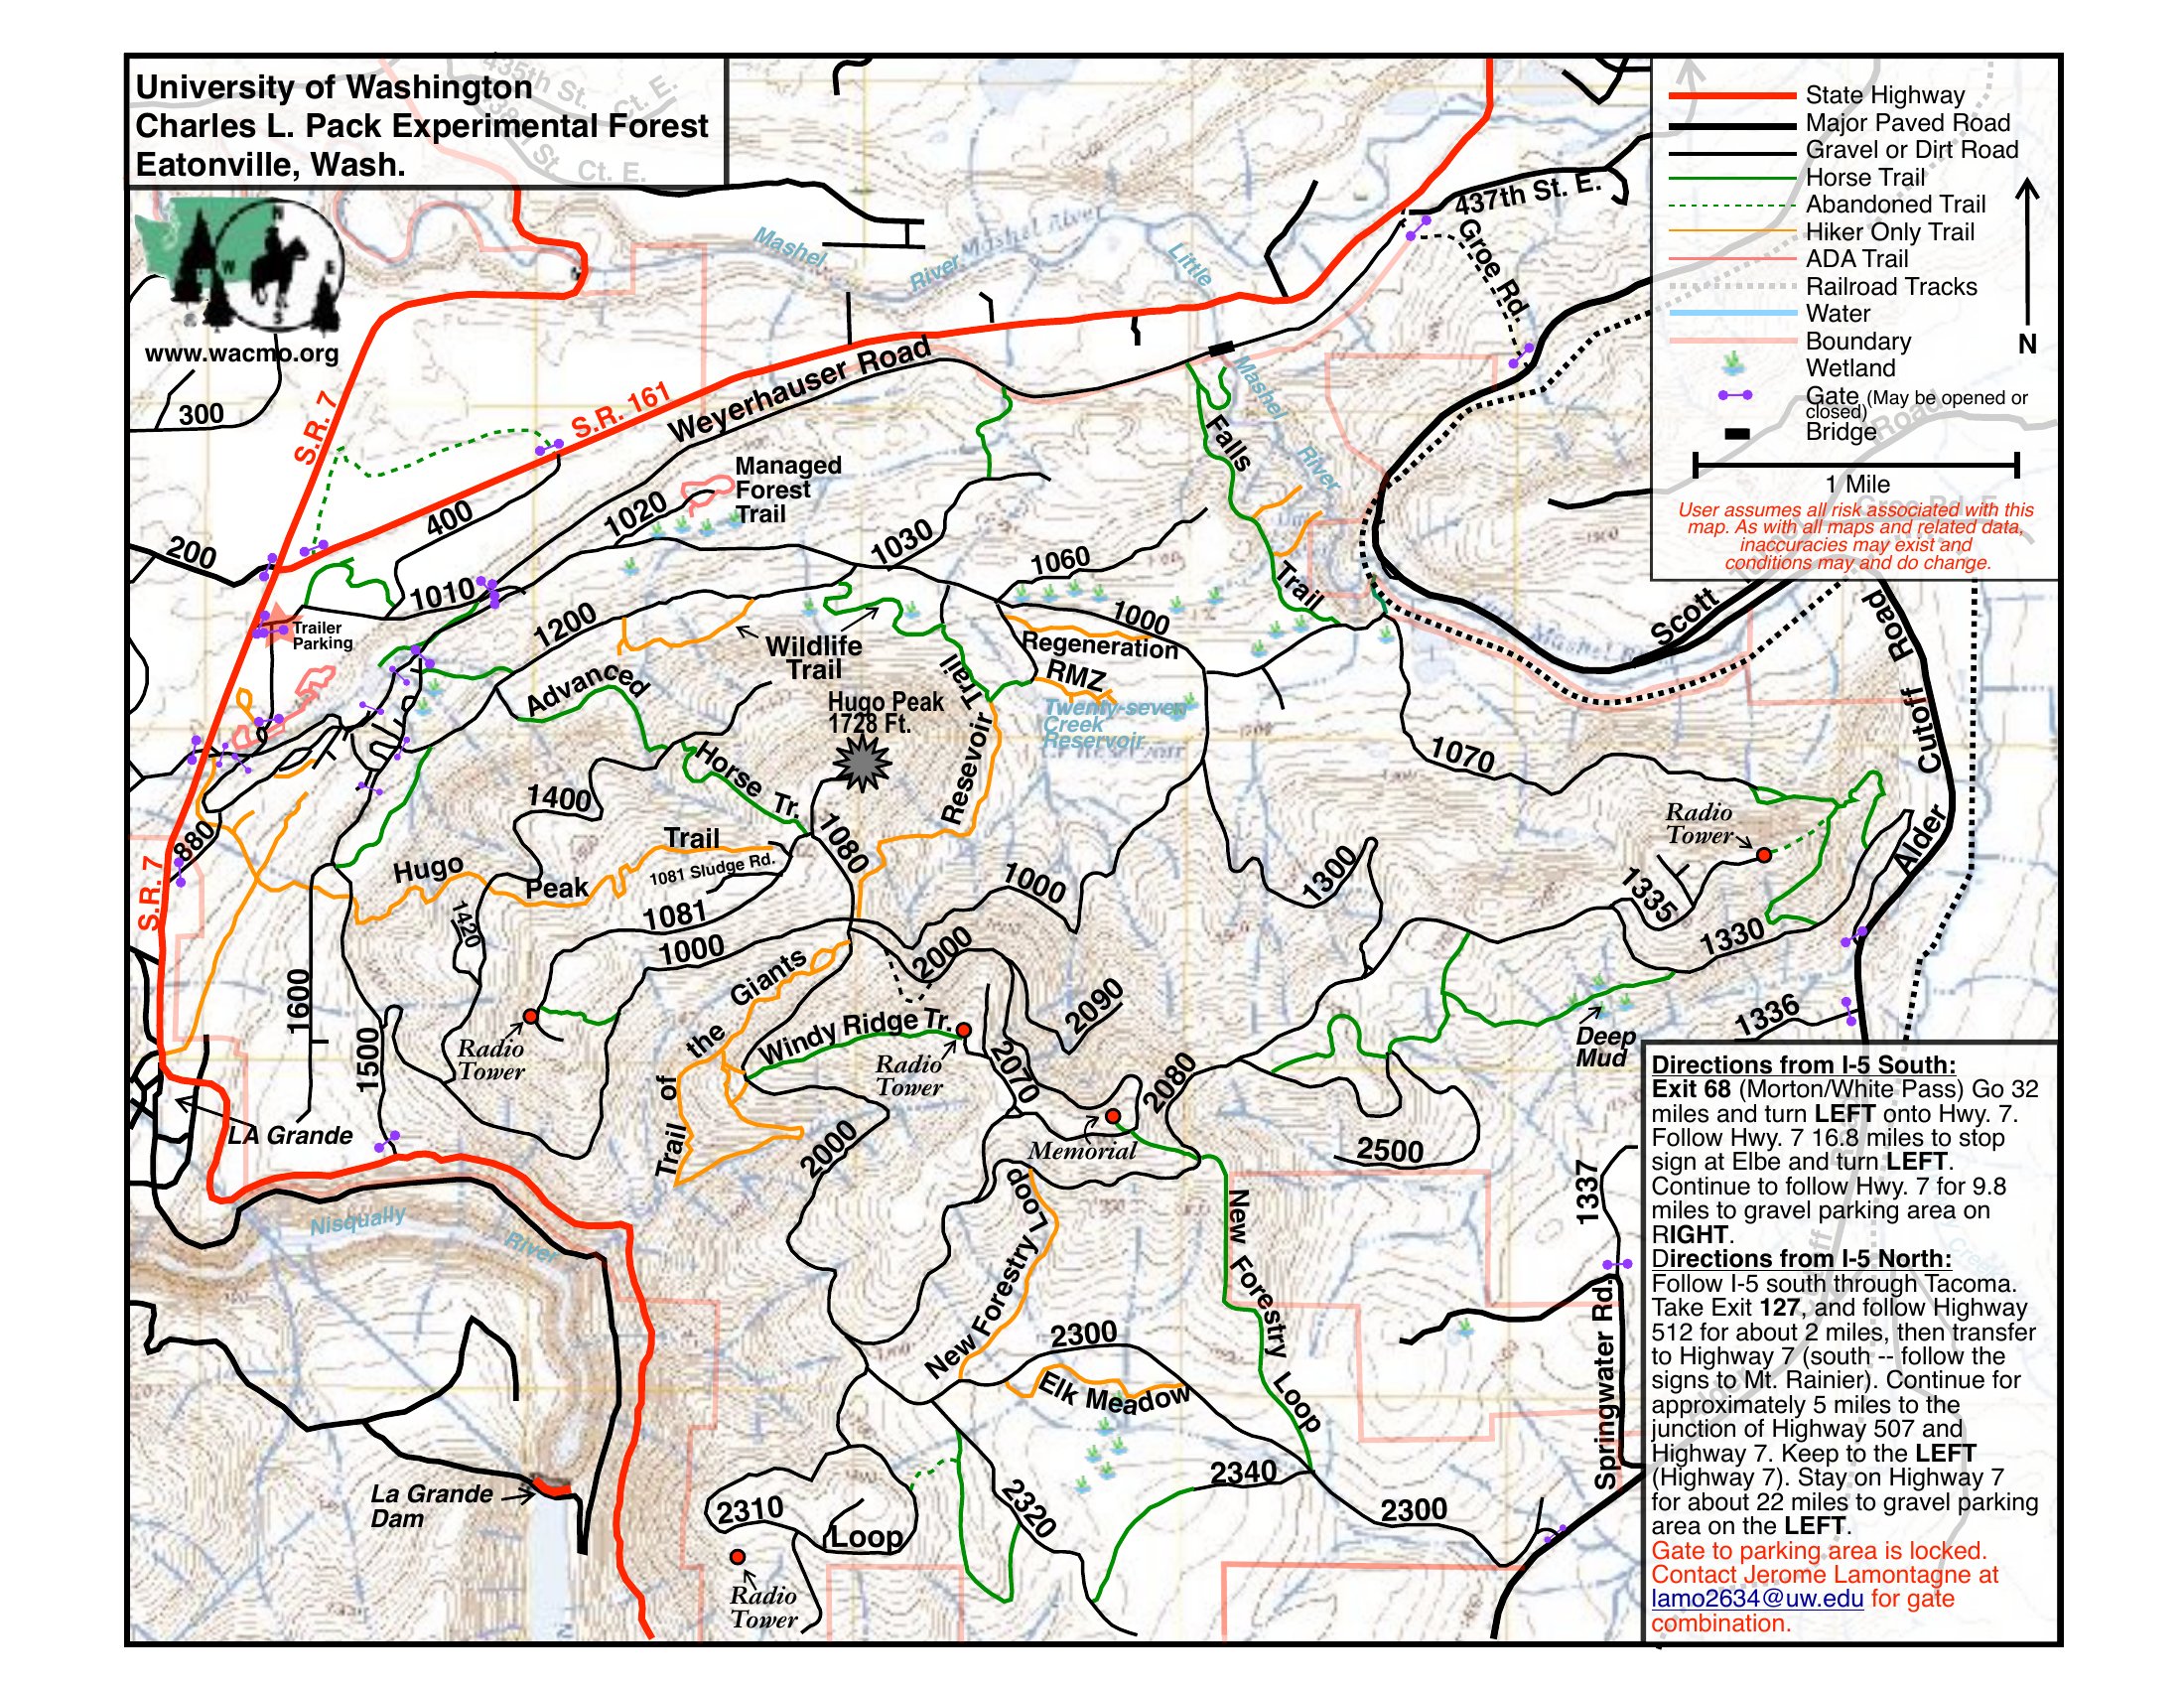 University of Washington
Charles L. Pack Experimental Forest
Eatonville, Wash.
435th St. Ct. E.
Ct. E.
N
W
E
S
www.wacmo.org
State Highway
Major Paved Road
Gravel or Dirt Road
Horse Trail
Abandoned Trail
Hiker Only Trail
ADA Trail
Railroad Tracks
Water
Boundary
Wetland
Gate (May be opened or
closed)
Bridge
N
1 Mile
User assumes all risk associated with this
map. As with all maps and related data,
inaccuracies may exist and
conditions may and do change.
437th St. E.
Groe Rd.
Mashel
River
Mashel River
Little
Mashel
River
S.R. 7
S.R. 161
Weyerhauser Road
300
200
400
1020
Managed
Forest
Trail
1030
1060
Falls
Trail
1010
Trailer
Parking
1200
Wildlife
Trail
Advanced
Horse Tr.
Hugo Peak
1728 Ft.
Trail
Resevoir
1000
Regeneration
RMZ
Twenty-seven
Creek
Reservoir
Scott
Cutoff
Road
Alder
1070
Radio
Tower
1335
1330
1300
1400
1080
880
Hugo
Peak
Trail
1081 Sludge Rd.
1081
1000
1000
1420
S.R. 7
1600
1500
Radio
Tower
Trail of the Giants
2000
2090
Windy Ridge Tr.
Radio
Tower
2070
2080
Memorial
Deep
Mud
1336
2500
1337
LA Grande
Nisqually
River
2000
New Forestry Loop
New Forestry Loop
2300
Elk Meadow
Springwater Rd.
La Grande
Dam
2310
Loop
2320
2340
2300
Radio
Tower
Directions from I-5 South:
Exit 68 (Morton/White Pass) Go 32
miles and turn LEFT onto Hwy. 7.
Follow Hwy. 7 16.8 miles to stop
sign at Elbe and turn LEFT.
Continue to follow Hwy. 7 for 9.8
miles to gravel parking area on
RIGHT.
Directions from I-5 North:
Follow I-5 south through Tacoma.
Take Exit 127, and follow Highway
512 for about 2 miles, then transfer
to Highway 7 (south -- follow the
signs to Mt. Rainier). Continue for
approximately 5 miles to the
junction of Highway 507 and
Highway 7. Keep to the LEFT
(Highway 7). Stay on Highway 7
for about 22 miles to gravel parking
area on the LEFT.
Gate to parking area is locked.
Contact Jerome Lamontagne at
lamo2634@uw.edu for gate
combination.